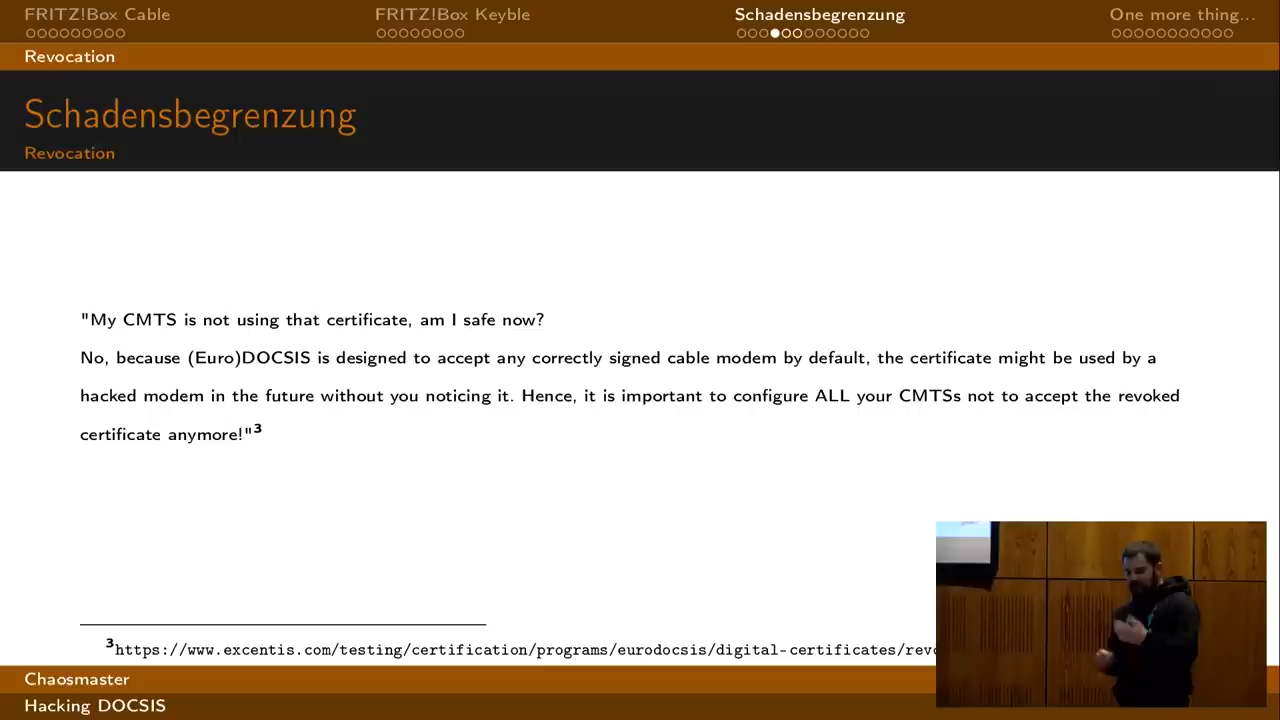 FRITZ!Box Cable
FRITZ!Box Keyble
Schadensbegrenzung
One more thing...
Revocation
Schadensbegrenzung
Revocation
"My CMTS is not using that certificate, am I safe now?
No, because (Euro)DOCSIS is designed to accept any correctly signed cable modem by default, the certificate might be used by a
hacked modem in the future without you noticing it. Hence, it is important to configure ALL your CMTSs not to accept the revoked
certificate anymore!"3
3https://www.excentis.com/testing/certification/programs/eurodocsis/digital-certificates/revo
Chaosmaster
Hacking DOCSIS